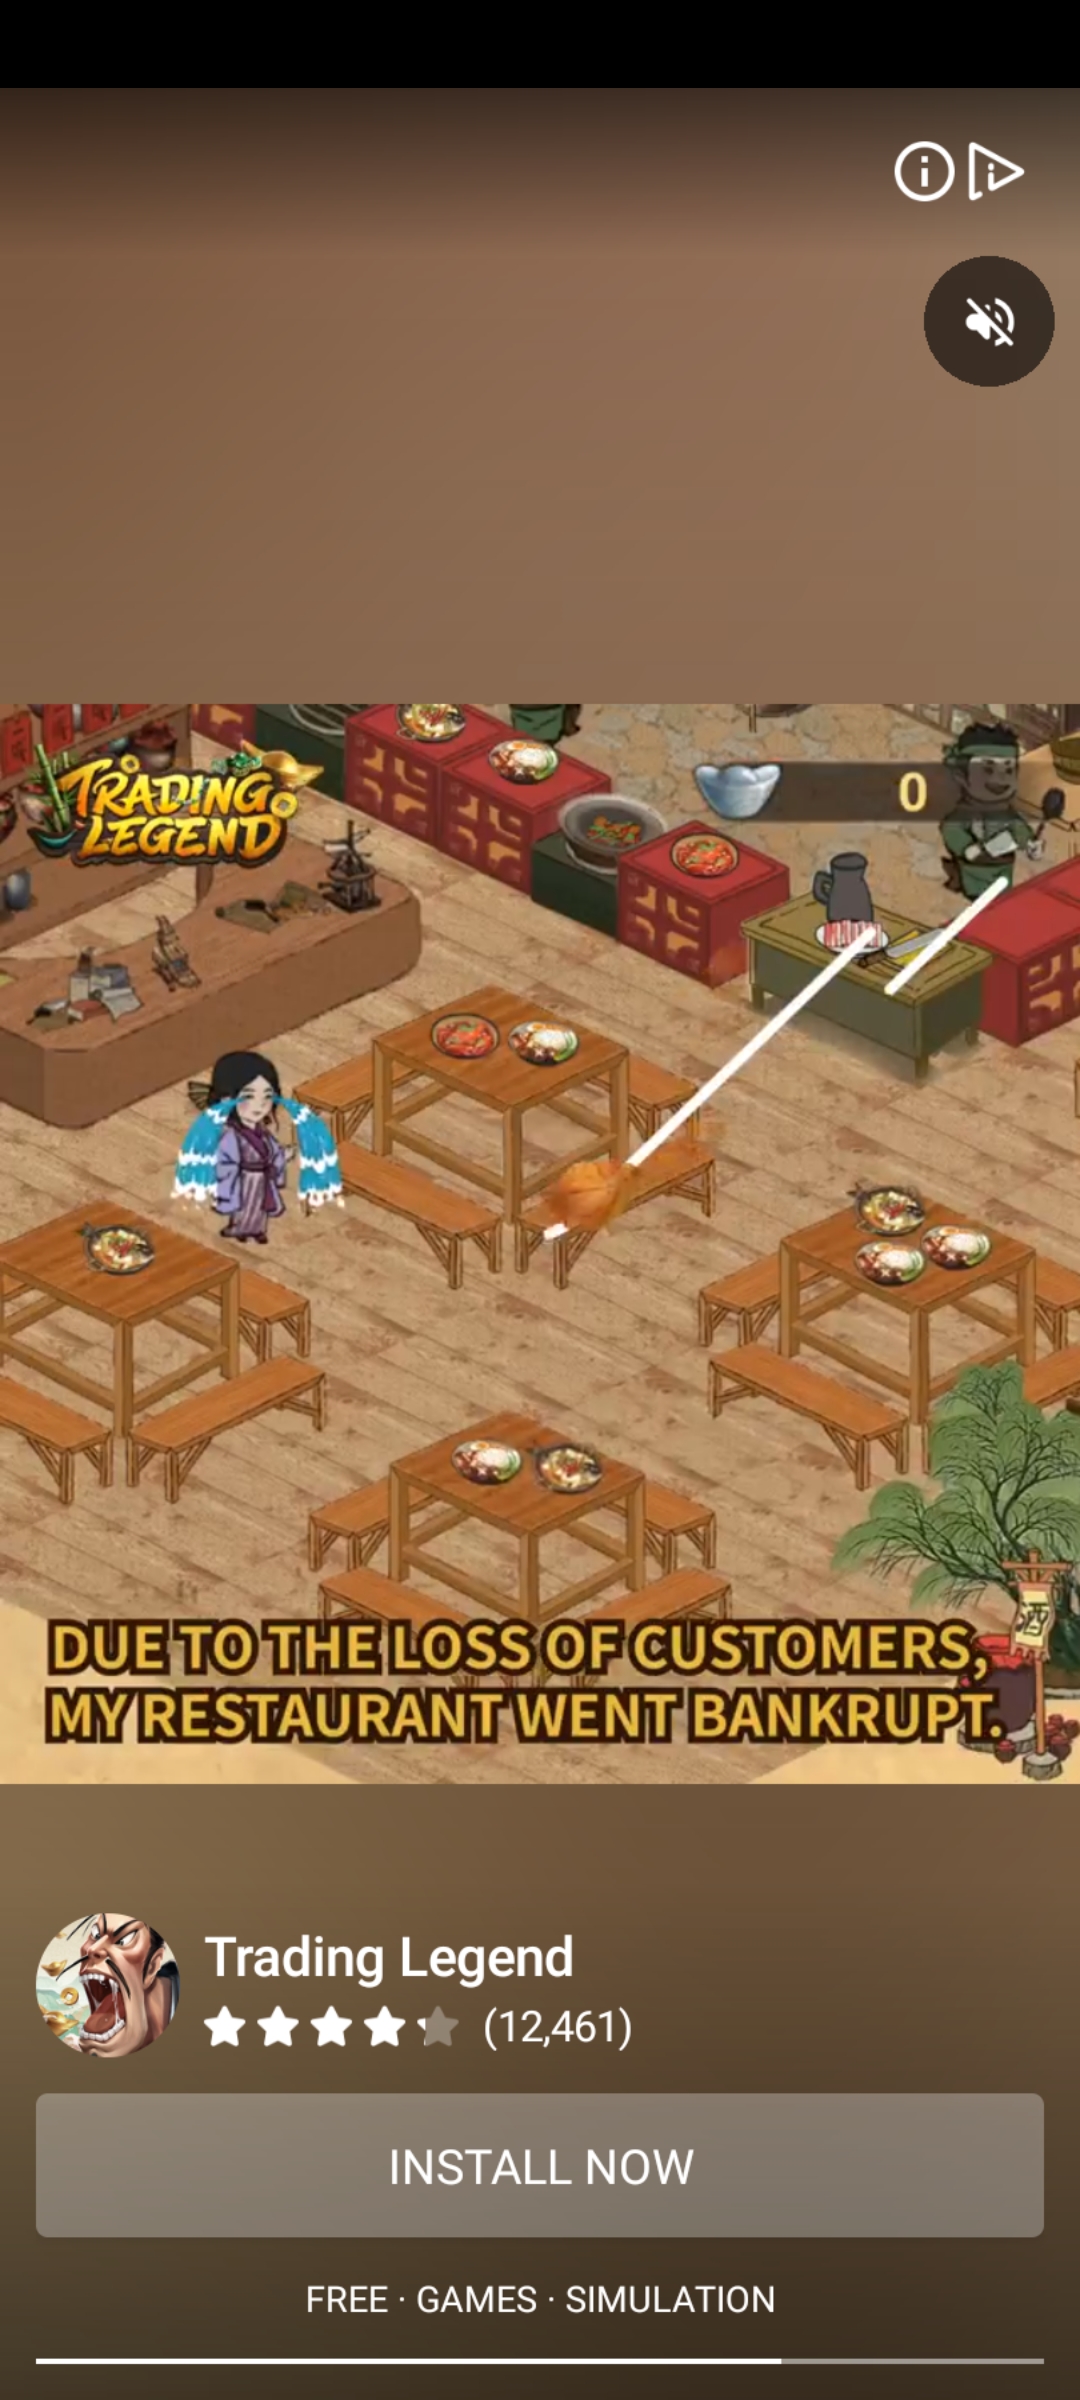 TRADING
LEGEND
0
酒
DUE TO THE LOSS OF CUSTOMERS,
MY RESTAURANT WENT BANKRUPT.
Trading Legend
(12,461)
INSTALL NOW
FREE · GAMES · SIMULATION